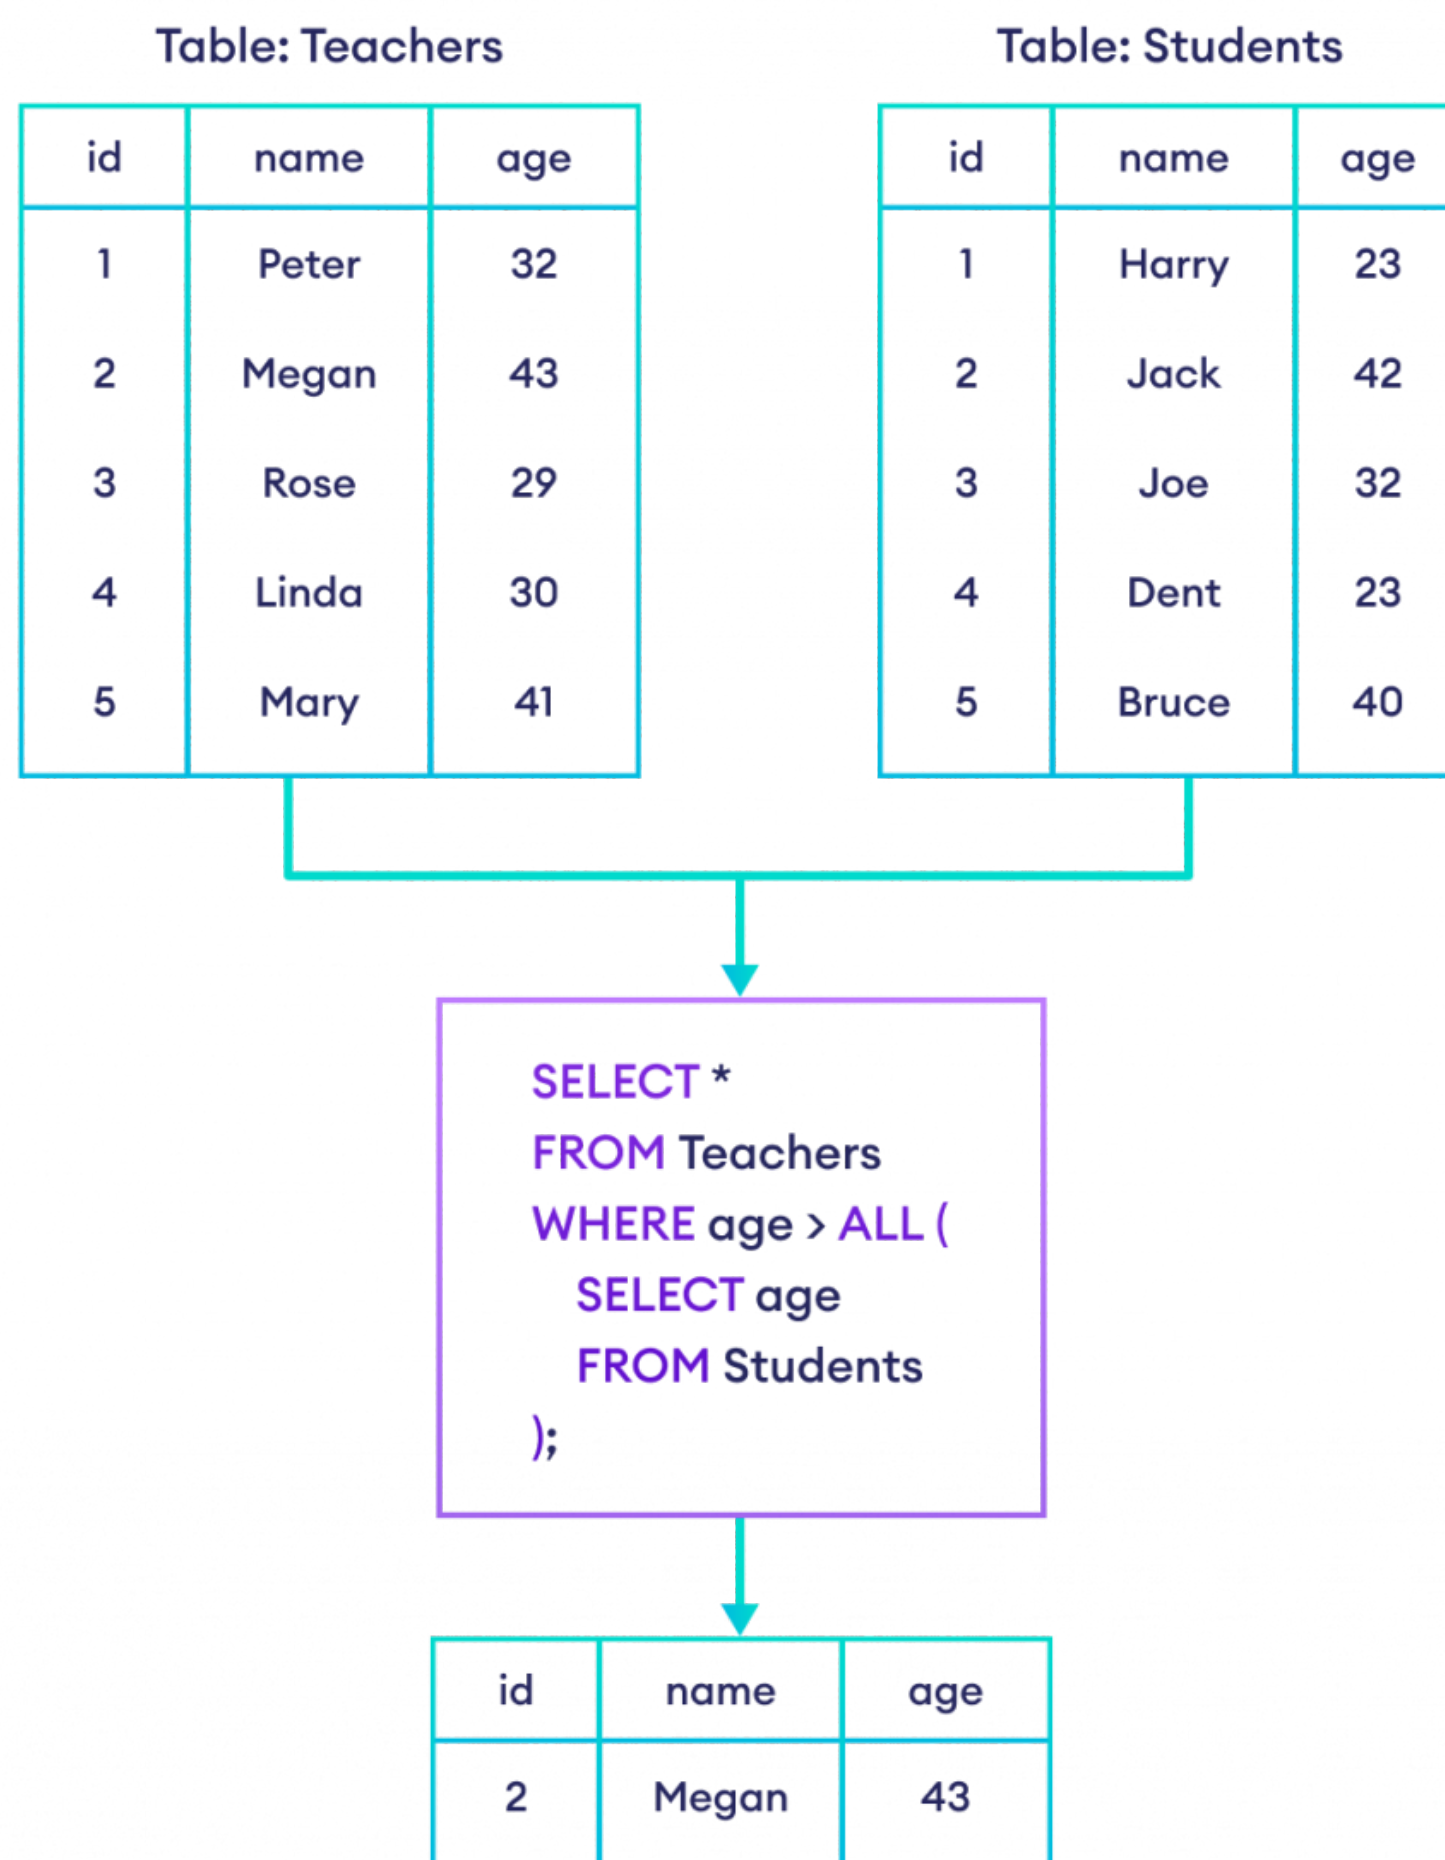 Table: Teachers
id name age
1 Peter 32
2 Megan 43
3 Rose 29
4 Linda 30
5 Mary 41
Table: Students
id name age
1 Harry 23
2 Jack 42
3 Joe 32
4 Dent 23
5 Bruce 40
SELECT *
FROM Teachers
WHERE age > ALL (
SELECT age
FROM Students
);
id name age
2 Megan 43